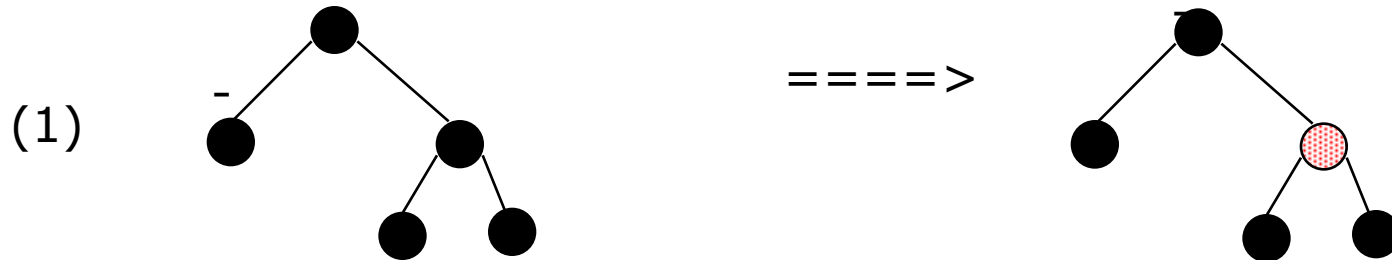 ====>
-
-
(1)